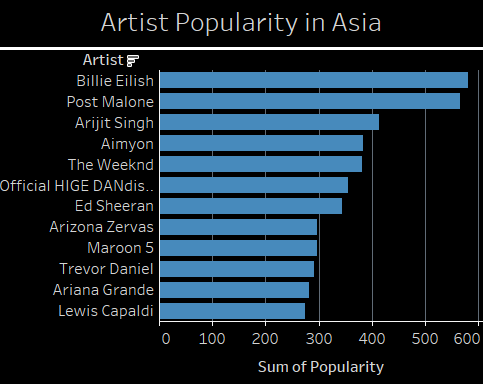 Artist Popularity in Asia
Artist
Billie Eilish
Post Malone
Arijit Singh
Aimyon
The Weeknd
Official HIGE DANdis..
Ed Sheeran
Arizona Zervas
Maroon 5
Trevor Daniel
Ariana Grande
Lewis Capaldi
0 100 200 300 400 500 600
Sum of Popularity